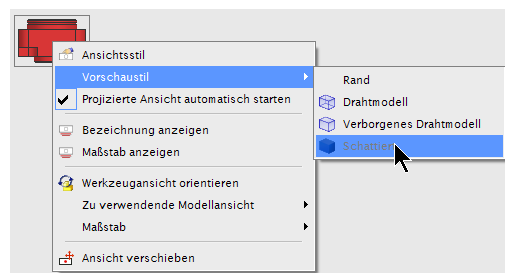 Ansichtsstil
Vorschaustil
Projizierte Ansicht automatisch starten
Bezeichnung anzeigen
Maßstab anzeigen
Werkzeugansicht orientieren
Zu verwendende Modellansicht
Maßstab
Ansicht verschieben
Rand
Drahtmodell
Verborgenes Drahtmodell